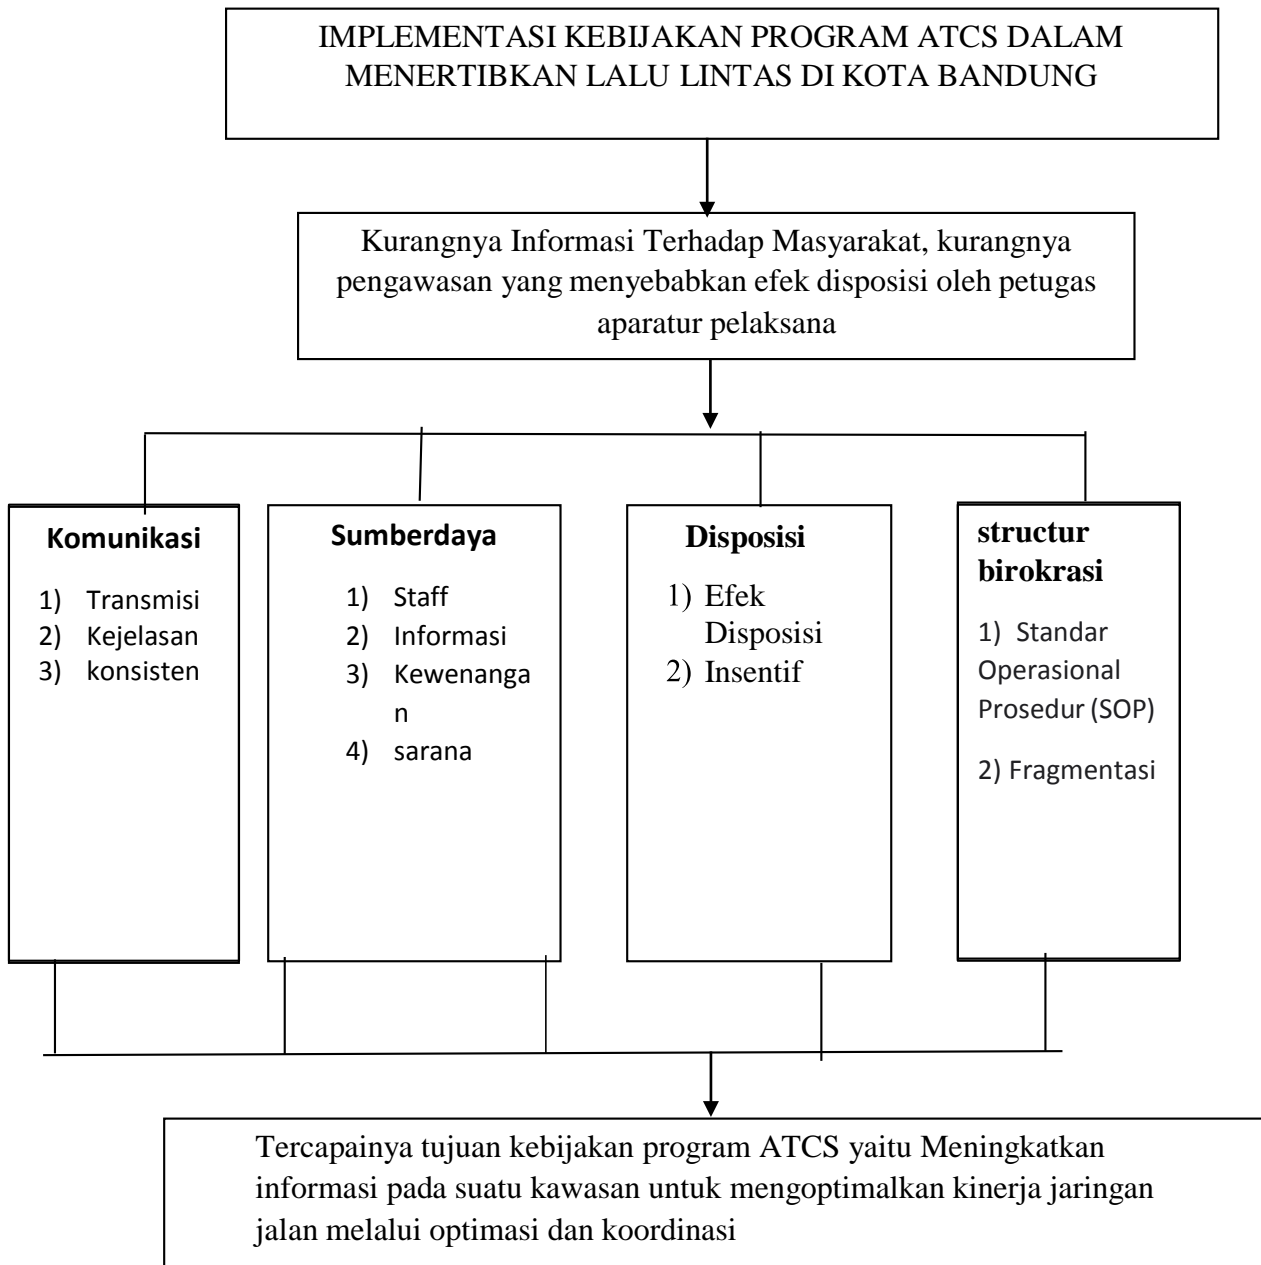 IMPLEMENTASI KEBIJAKAN PROGRAM ATCS DALAM
MENERTIBKAN LALU LINTAS DI KOTA BANDUNG
Kurangnya Informasi Terhadap Masyarakat, kurangnya
pengawasan yang menyebabkan efek disposisi oleh petugas
aparatur pelaksana
Komunikasi
1) Transmisi
2) Kejelasan
3) konsisten
Sumberdaya
1) Staff
2) Informasi
3) Kewenanga
n
4) sarana
Disposisi
1) Efek
Disposisi
2) Insentif
structur
birokrasi
1) Standar
Operasional
Prosedur (SOP)
2) Fragmentasi
Tercapainya tujuan kebijakan program ATCS yaitu Meningkatkan
informasi pada suatu kawasan untuk mengoptimalkan kinerja jaringan
jalan melalui optimasi dan koordinasi